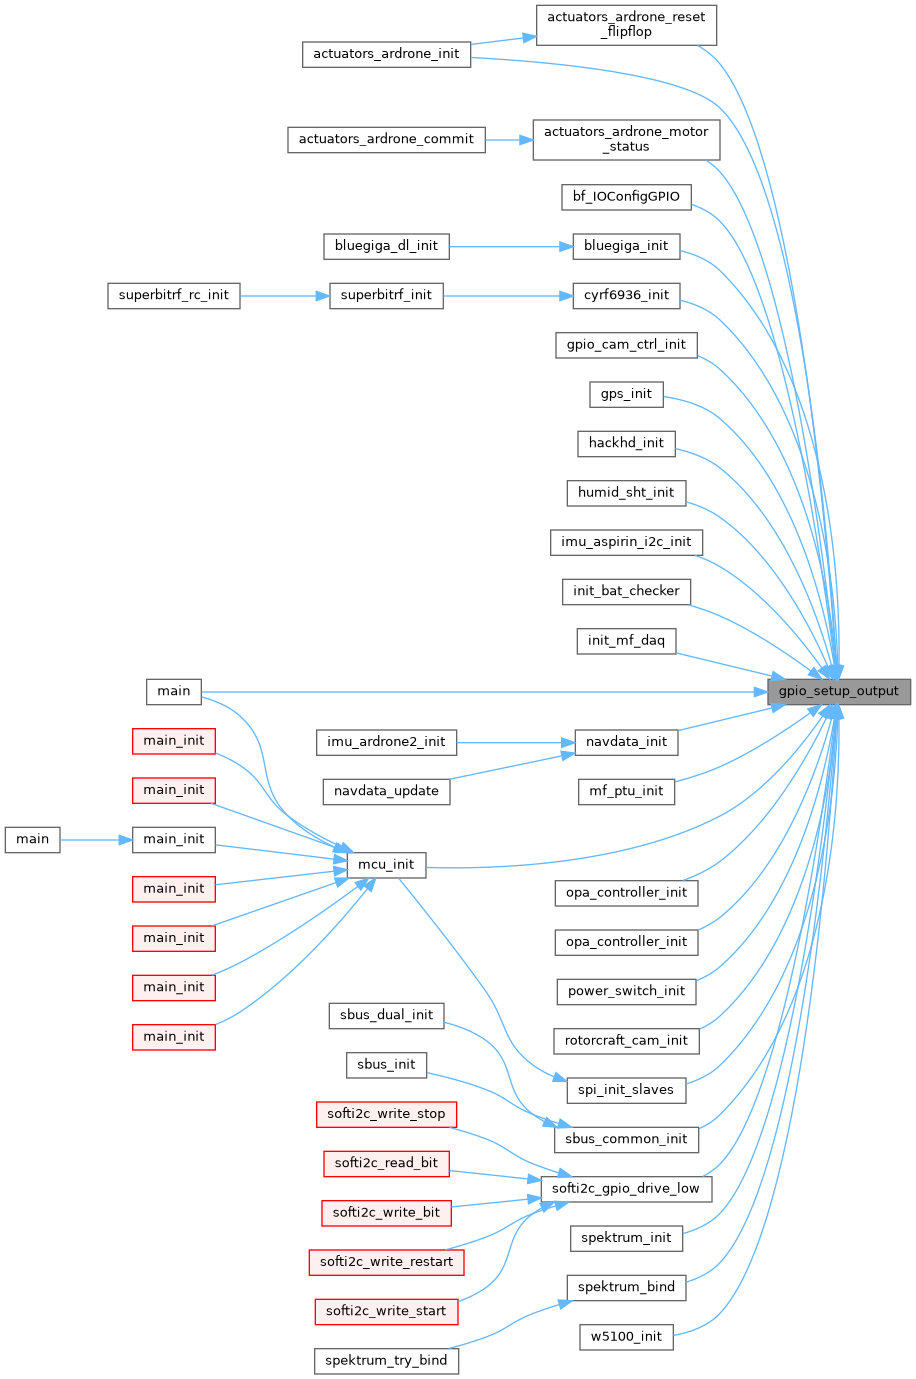 actuators_ardrone_reset
_flipflop
actuators_ardrone_init
actuators_ardrone_motor
_status
actuators_ardrone_commit
bf_IOConfigGPIO
bluegiga_dl_init
bluegiga_init
superbitrf_rc_init
superbitrf_init
cyrf6936_init
gpio_cam_ctrl_init
gps_init
hackhd_init
humid_sht_init
imu_aspirin_i2c_init
init_bat_checker
init_mf_daq
main
gpio_setup_output
main_init
imu_ardrone2_init
navdata_init
main_init
navdata_update
mf_ptu_init
main
main_init
mcu_init
main_init
opa_controller_init
main_init
opa_controller_init
main_init
power_switch_init
main_init
sbus_dual_init
rotorcraft_cam_init
sbus_init
spi_init_slaves
softi2c_write_stop
sbus_common_init
softi2c_read_bit
softi2c_gpio_drive_low
softi2c_write_bit
spektrum_init
softi2c_write_restart
spektrum_bind
softi2c_write_start
w5100_init
spektrum_try_bind